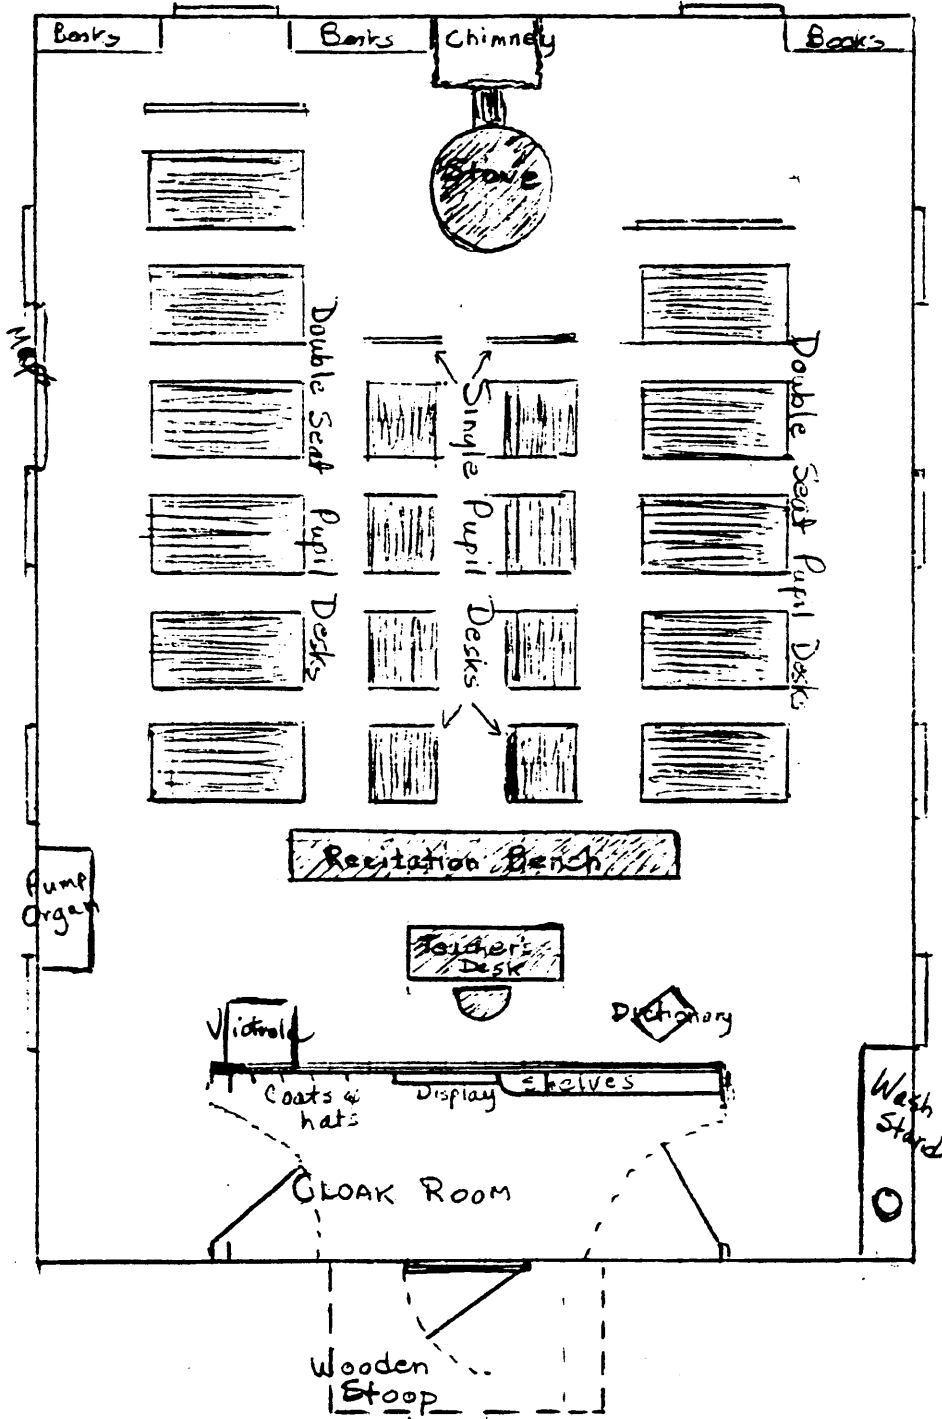 Books
Books
Chimney
Books
Stove
Map
Double Seat Pupil Desks
Single Pupil Desks
Double Seat Pupil Desks
Recitation Bench
Pump
Organ
Teacher's
Desk
Victrola
Dictionary
Coats &
hats
Display
Shelves
Wash
Stand
CLOAK ROOM
Wooden
Stoop